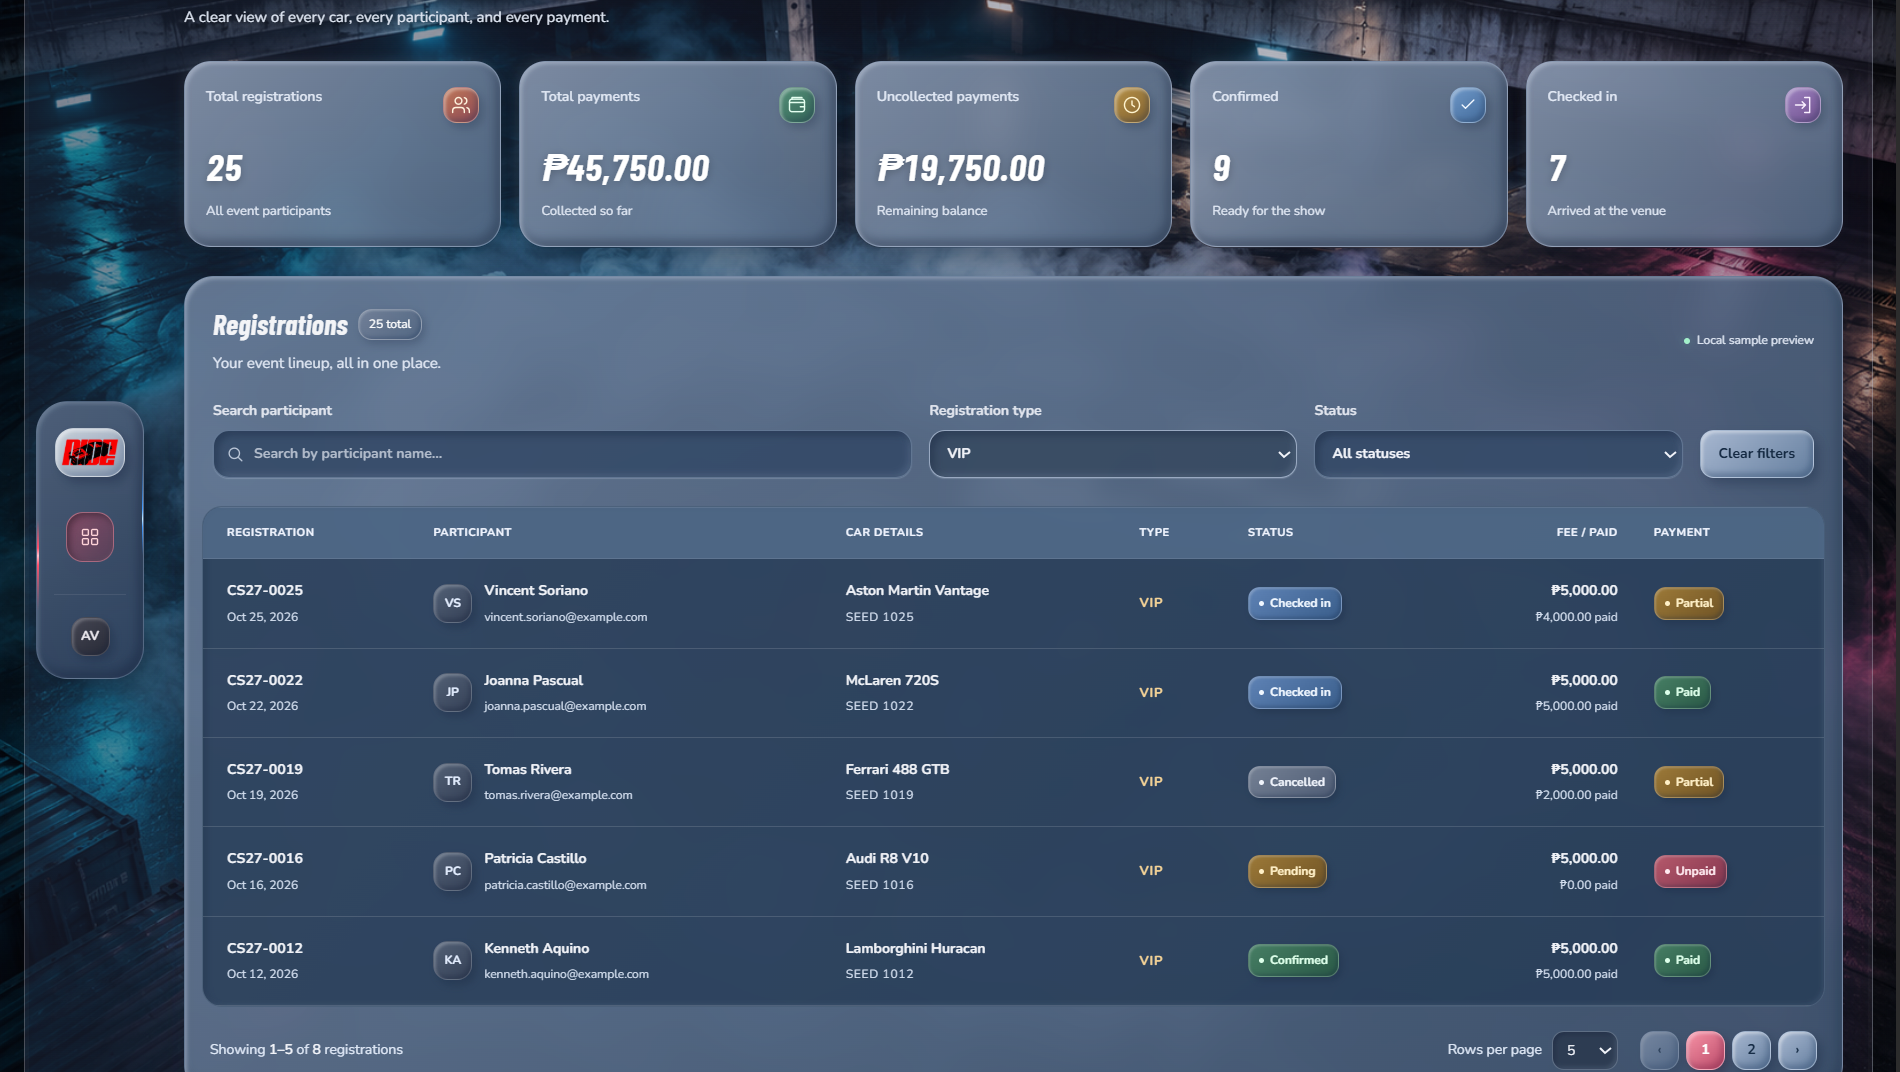 A clear view of every car, every participant, and every payment.
Total registrations
25
All event participants
Total payments
₱45,750.00
Collected so far
Uncollected payments
₱19,750.00
Remaining balance
Confirmed
9
Ready for the show
Checked in
7
Arrived at the venue
Registrations 25 total
Your event lineup, all in one place.
Local sample preview
Search participant
Search by participant name...
Registration type
VIP
Status
All statuses
Clear filters
AV
REGISTRATION PARTICIPANT CAR DETAILS TYPE STATUS FEE / PAID PAYMENT
CS27-0025
Oct 25, 2026
VS
Vincent Soriano
vincent.soriano@example.com
Aston Martin Vantage
SEED 1025
VIP
Checked in
₱5,000.00
₱4,000.00 paid
Partial
CS27-0022
Oct 22, 2026
JP
Joanna Pascual
joanna.pascual@example.com
McLaren 720S
SEED 1022
VIP
Checked in
₱5,000.00
₱5,000.00 paid
Paid
CS27-0019
Oct 19, 2026
TR
Tomas Rivera
tomas.rivera@example.com
Ferrari 488 GTB
SEED 1019
VIP
Cancelled
₱5,000.00
₱2,000.00 paid
Partial
CS27-0016
Oct 16, 2026
PC
Patricia Castillo
patricia.castillo@example.com
Audi R8 V10
SEED 1016
VIP
Pending
₱5,000.00
₱0.00 paid
Unpaid
CS27-0012
Oct 12, 2026
KA
Kenneth Aquino
kenneth.aquino@example.com
Lamborghini Huracan
SEED 1012
VIP
Confirmed
₱5,000.00
₱5,000.00 paid
Paid
Showing 1–5 of 8 registrations
Rows per page 5 ‹ 1 2 ›